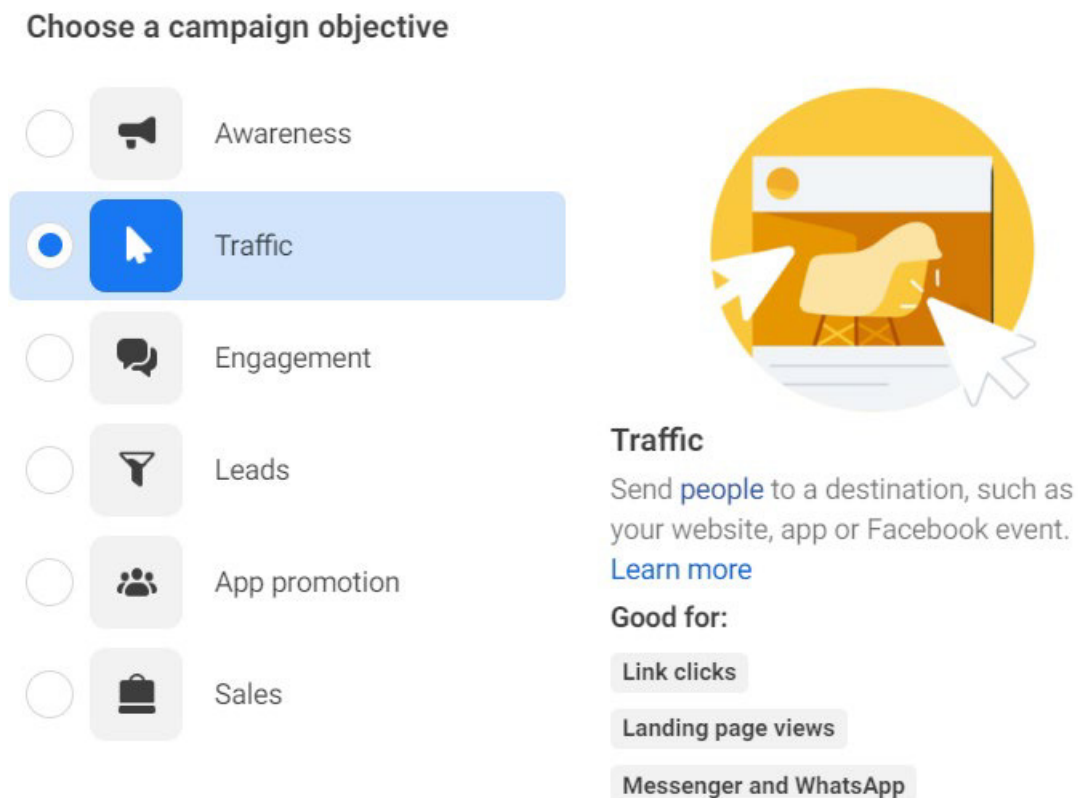 Choose a campaign objective
Awareness
Traffic
Engagement
Leads
App promotion
Sales
Traffic
Send people to a destination, such as
your website, app or Facebook event.
Learn more
Good for:
Link clicks
Landing page views
Messenger and WhatsApp